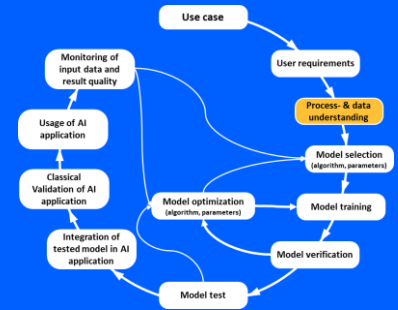 Use case
User requirements
Process- & data
understanding
Model selection
(algorithm, parameters)
Model training
Model verification
Model optimization
(algorithm, parameters)
Model test
Integration of
tested model in AI
application
Classical
Validation of AI
application
Usage of AI
application
Monitoring of
input data and
result quality